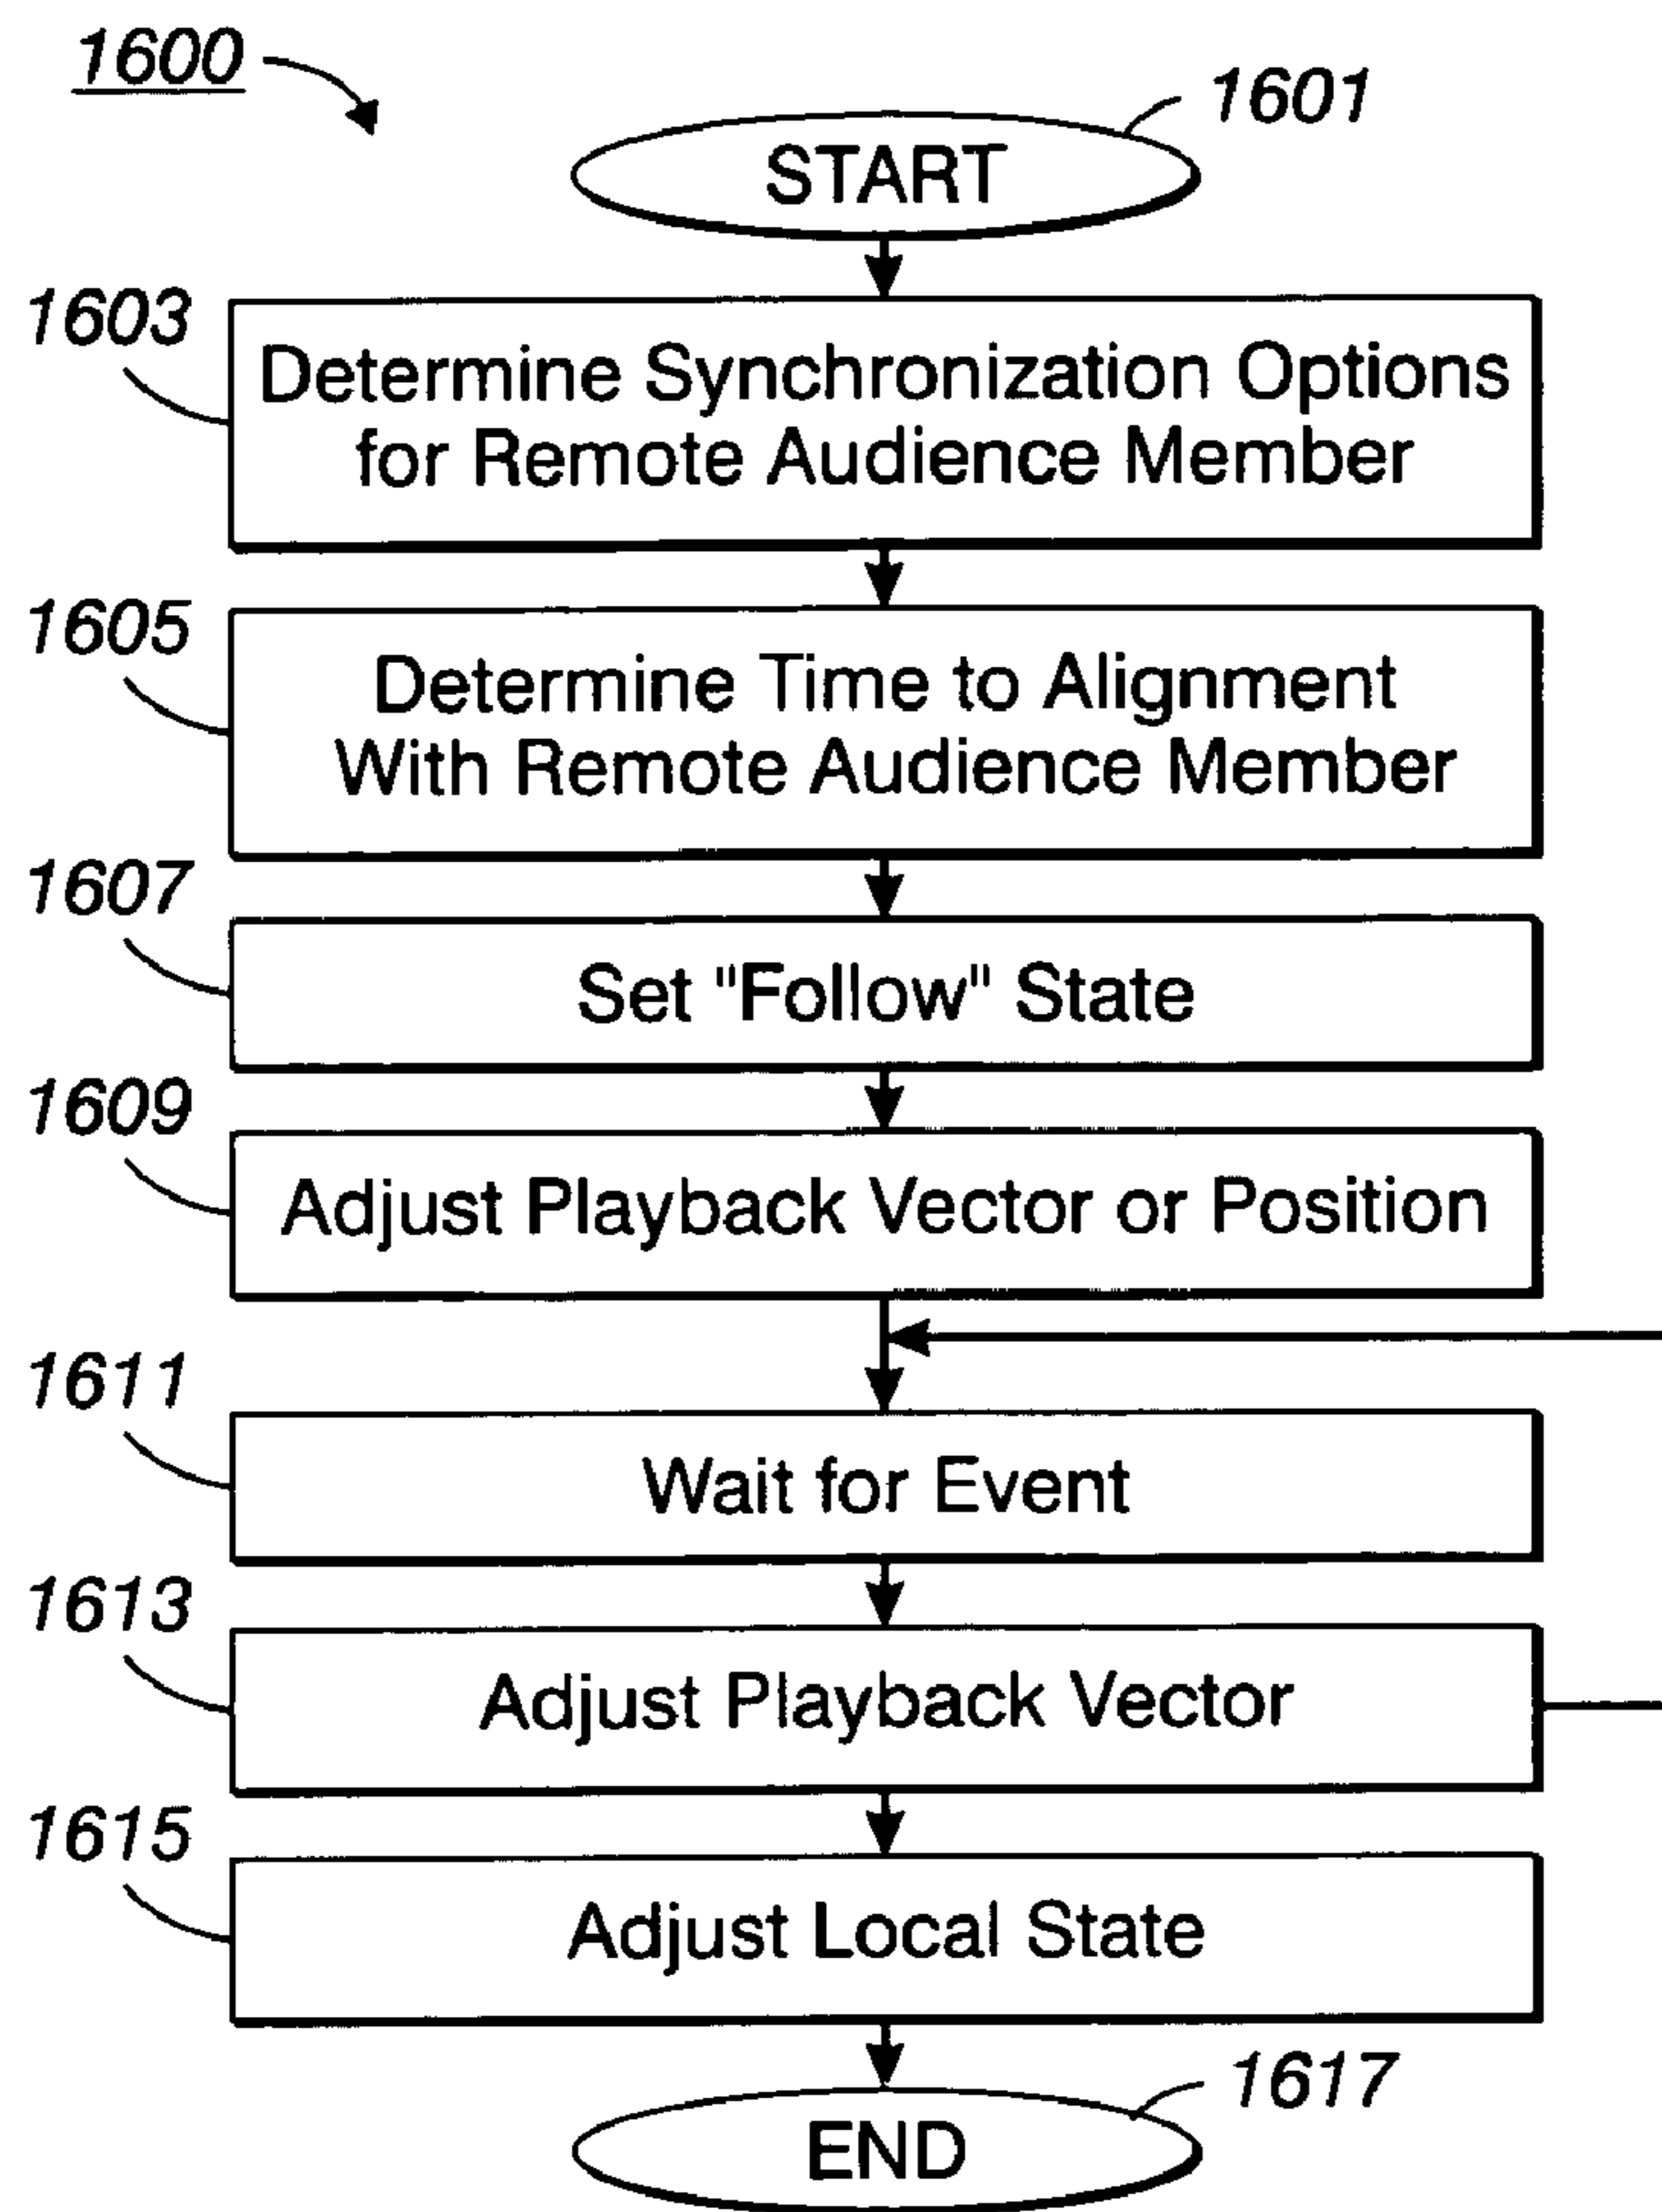 1600
1601
START
1603
Determine Synchronization Options
for Remote Audience Member
1605
Determine Time to Alignment
With Remote Audience Member
1607
Set "Follow" State
1609
Adjust Playback Vector or Position
1611
Wait for Event
1613
Adjust Playback Vector
1615
Adjust Local State
1617
END